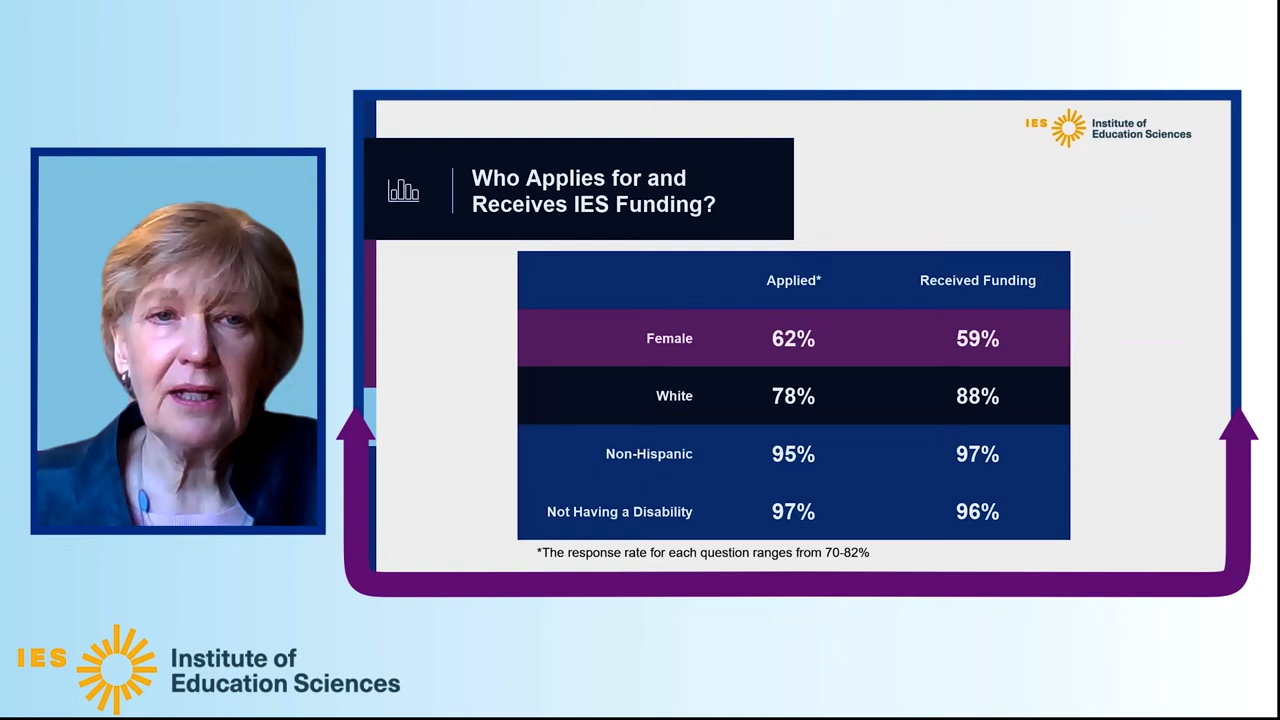 IES Institute of
Education Sciences
Who Applies for and
Receives IES Funding?
Applied* Received Funding
Female 62% 59%
White 78% 88%
Non-Hispanic 95% 97%
Not Having a Disability 97% 96%
*The response rate for each question ranges from 70-82%
IES Institute of
Education Sciences